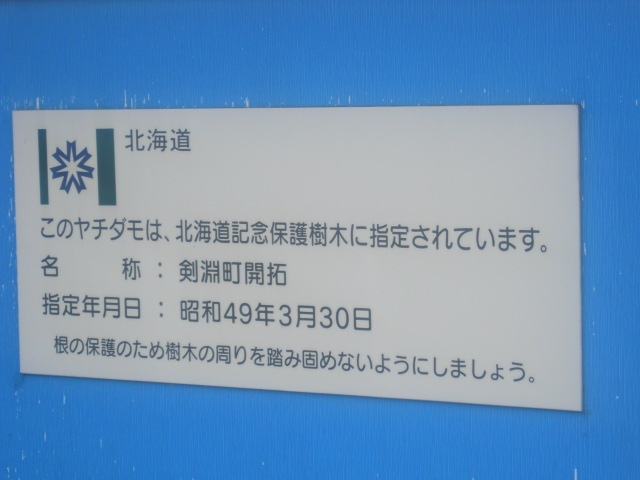 北海道
このヤチダモは、北海道記念保護樹木に指定されています。
名　　称 ： 剣淵町開拓
指定年月日 ： 昭和49年3月30日
根の保護のため樹木の周りを踏み固めないようにしましょう。